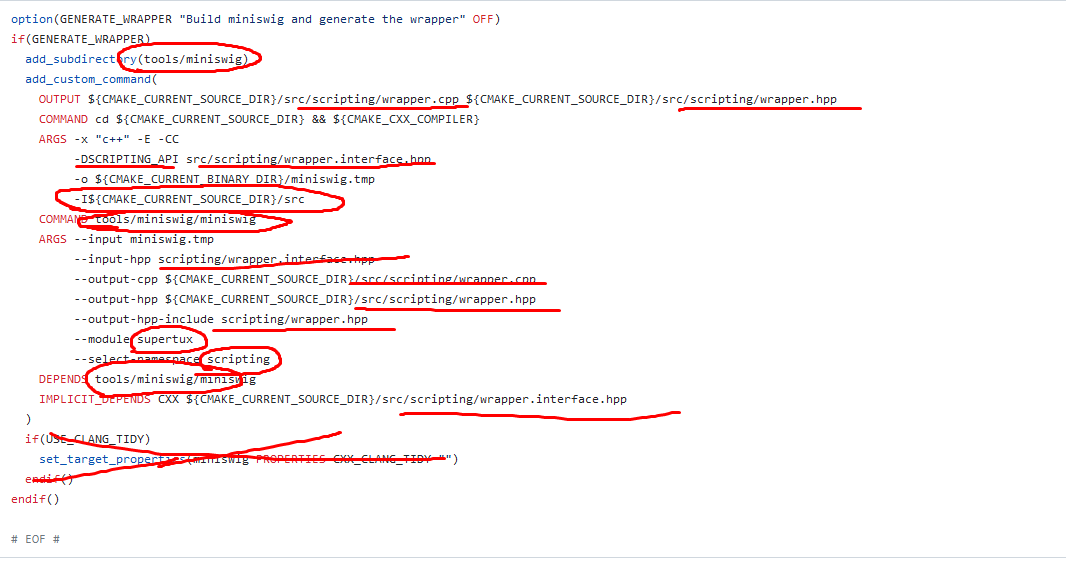 option(GENERATE_WRAPPER "Build miniswig and generate the wrapper" OFF)
if(GENERATE_WRAPPER)
add_subdirectory(tools/miniswig)
add_custom_command(
OUTPUT ${CMAKE_CURRENT_SOURCE_DIR}/src/scripting/wrapper.cpp ${CMAKE_CURRENT_SOURCE_DIR}/src/scripting/wrapper.hpp
COMMAND cd ${CMAKE_CURRENT_SOURCE_DIR} && ${CMAKE_CXX_COMPILER}
ARGS -x "c++" -E -CC
-DSCRIPTING_API src/scripting/wrapper.interface.hpp
-o ${CMAKE_CURRENT_BINARY_DIR}/miniswig.tmp
-I${CMAKE_CURRENT_SOURCE_DIR}/src
COMMAND tools/miniswig/miniswig
ARGS --input miniswig.tmp
--input-hpp scripting/wrapper.interface.hpp
--output-cpp ${CMAKE_CURRENT_SOURCE_DIR}/src/scripting/wrapper.cpp
--output-hpp ${CMAKE_CURRENT_SOURCE_DIR}/src/scripting/wrapper.hpp
--output-hpp-include scripting/wrapper.hpp
--module supertux
--select-namespace scripting
DEPENDS tools/miniswig/miniswig
IMPLICIT_DEPENDS CXX ${CMAKE_CURRENT_SOURCE_DIR}/src/scripting/wrapper.interface.hpp
)
if(USE_CLANG_TIDY)
set_target_properties(miniswig PROPERTIES CXX_CLANG_TIDY "")
endif()
endif()
# EOF #